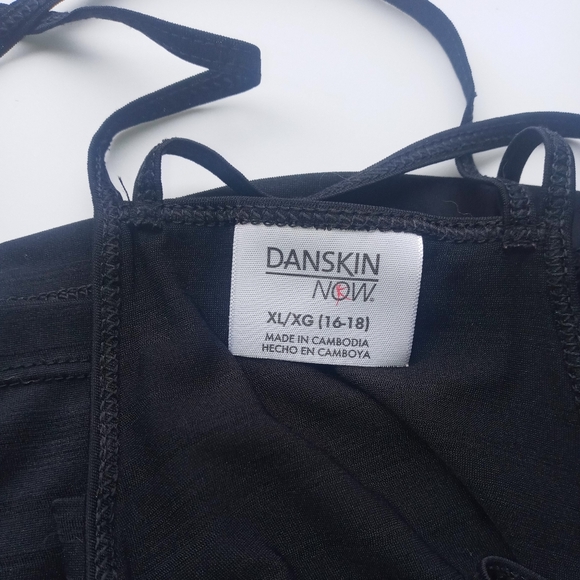 DANSKIN
NOW®
XL/XG (16-18)
MADE IN CAMBODIA
HECHO EN CAMBOYA